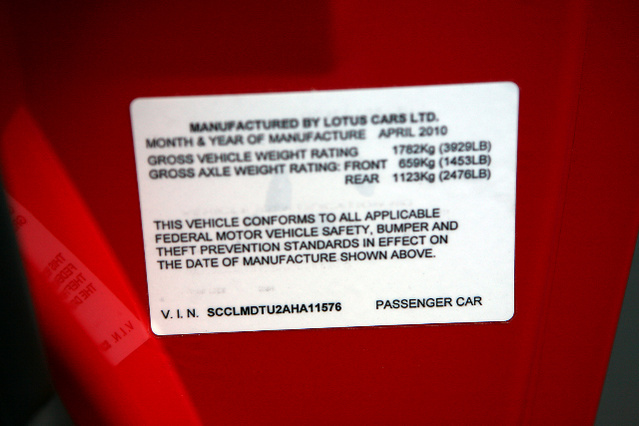 MANUFACTURED BY LOTUS CARS LTD.
MONTH & YEAR OF MANUFACTURE APRIL 2010
GROSS VEHICLE WEIGHT RATING 1782Kg (3929LB)
GROSS AXLE WEIGHT RATING: FRONT 659Kg (1453LB)
REAR 1123Kg (2476LB)
THIS VEHICLE CONFORMS TO ALL APPLICABLE
FEDERAL MOTOR VEHICLE SAFETY, BUMPER AND
THEFT PREVENTION STANDARDS IN EFFECT ON
THE DATE OF MANUFACTURE SHOWN ABOVE.
V. I. N. SCCLMDTU2AHA11576 PASSENGER CAR